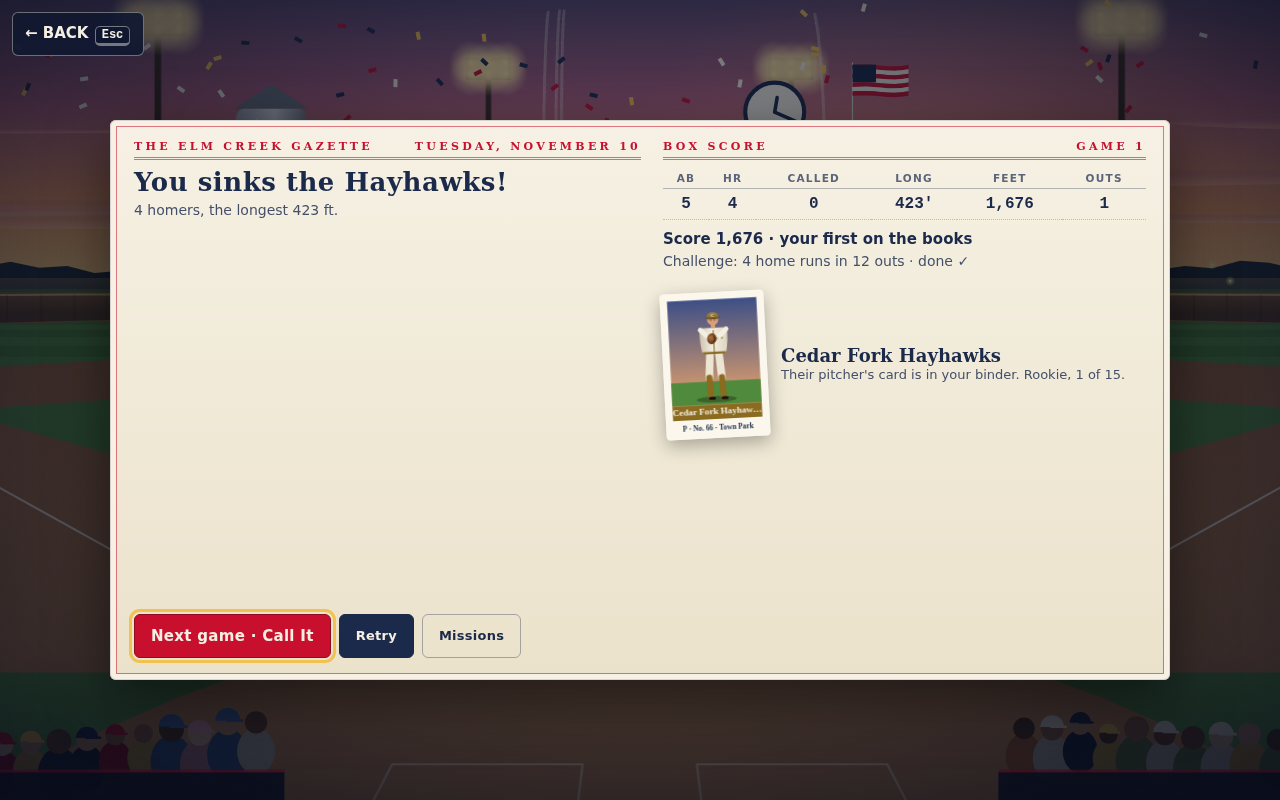 ← BACK Esc
THE ELM CREEK GAZETTE TUESDAY, NOVEMBER 10
You sinks the Hayhawks!
4 homers, the longest 423 ft.
BOX SCORE GAME 1
AB HR CALLED LONG FEET OUTS
5 4 0 423' 1,676 1
Score 1,676 · your first on the books
Challenge: 4 home runs in 12 outs · done ✓
Cedar Fork Hayhaw…
P · No. 66 · Town Park
Cedar Fork Hayhawks
Their pitcher's card is in your binder. Rookie, 1 of 15.
Next game · Call It
Retry
Missions